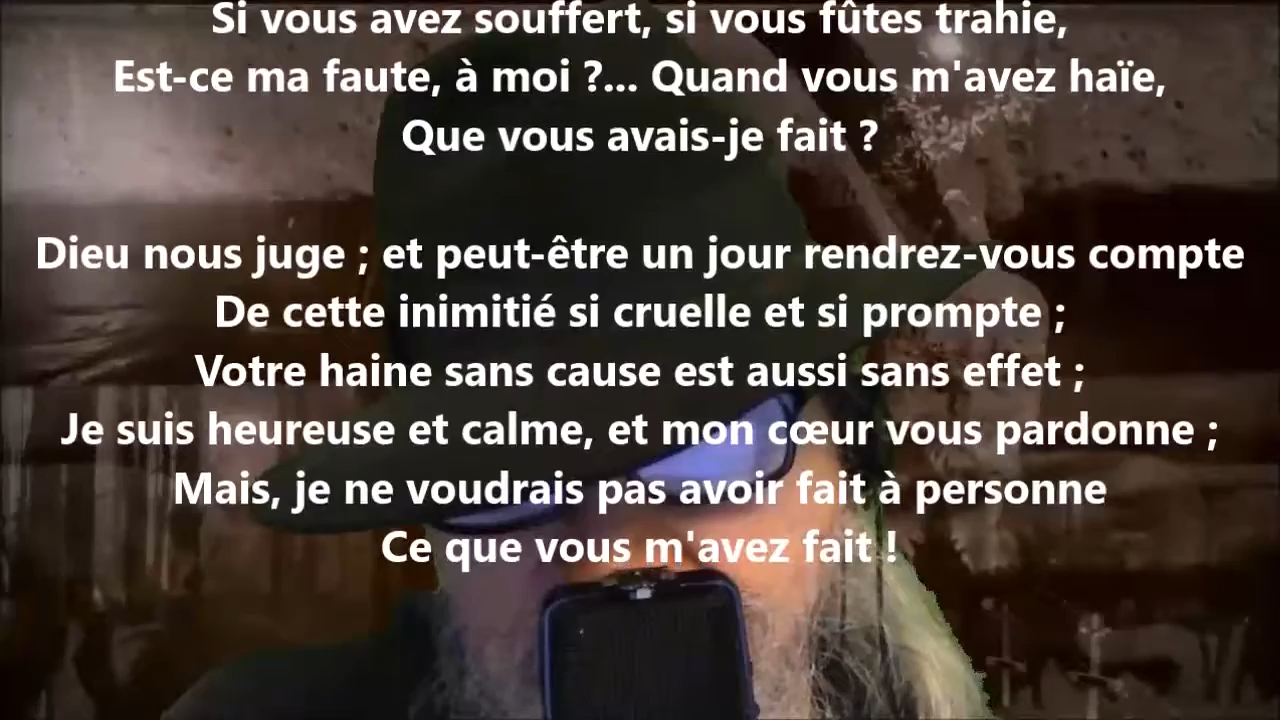 Si vous avez souffert, si vous fûtes trahie,
Est-ce ma faute, à moi ?... Quand vous m'avez haïe,
Que vous avais-je fait ?
Dieu nous juge ; et peut-être un jour rendrez-vous compte
De cette inimitié si cruelle et si prompte ;
Votre haine sans cause est aussi sans effet ;
Je suis heureuse et calme, et mon cœur vous pardonne ;
Mais, je ne voudrais pas avoir fait à personne
Ce que vous m'avez fait !